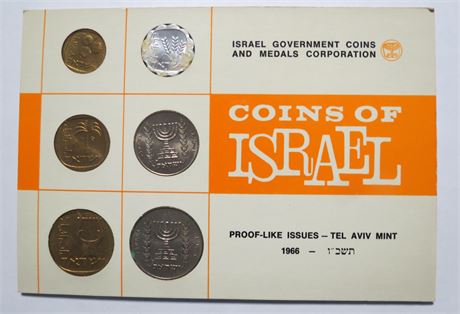 ISRAEL GOVERNMENT COINS
AND MEDALS CORPORATION
COINS OF
ISRAEL
PROOF-LIKE ISSUES – TEL AVIV MINT
1966 – תשכ"ו